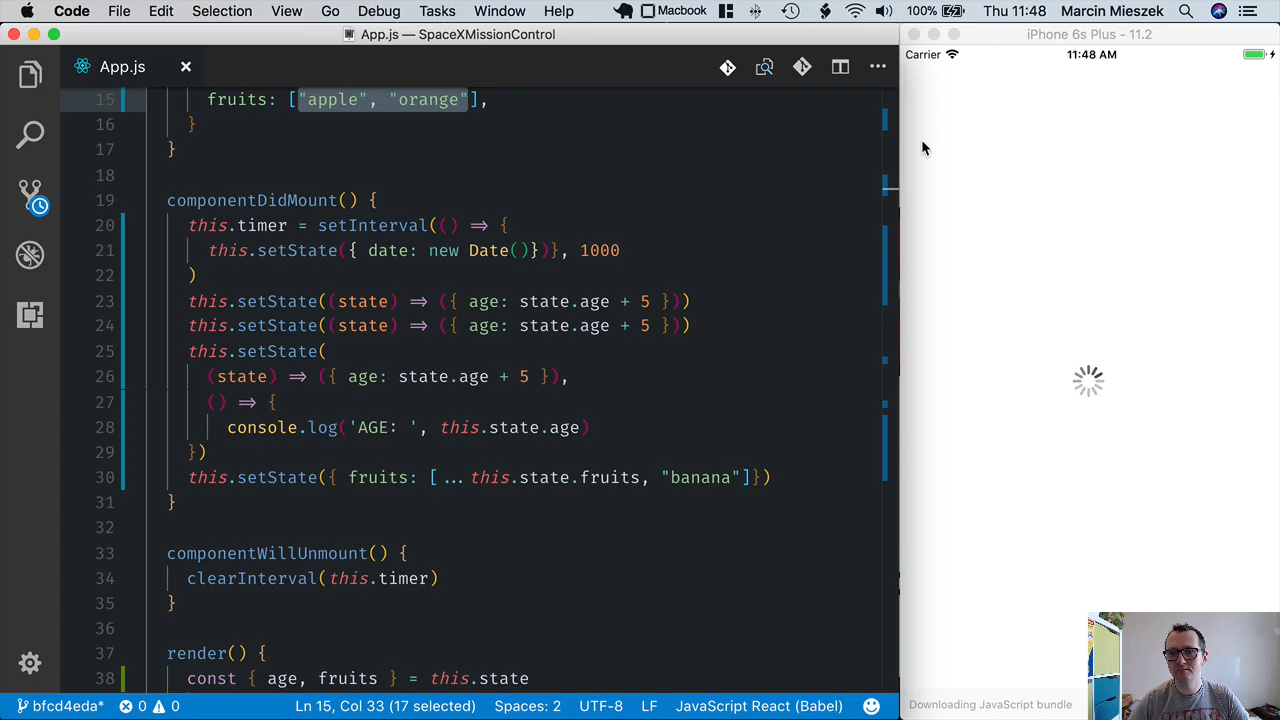 Code File Edit Selection View Go Debug Tasks Window Help Macbook 100% Thu 11:48 Marcin Mieszek
App.js — SpaceXMissionControl
iPhone 6s Plus - 11.2
App.js
Carrier 11:48 AM
15 fruits: ["apple", "orange"],
16 }
17 }
18
19 componentDidMount() {
20 this.timer = setInterval(() => {
21 this.setState({ date: new Date()})}, 1000
22 )
23 this.setState((state) => ({ age: state.age + 5 }))
24 this.setState((state) => ({ age: state.age + 5 }))
25 this.setState(
26 (state) => ({ age: state.age + 5 }),
27 () => {
28 console.log('AGE: ', this.state.age)
29 })
30 this.setState({ fruits: [...this.state.fruits, "banana"]})
31 }
32
33 componentWillUnmount() {
34 clearInterval(this.timer)
35 }
36
37 render() {
38 const { age, fruits } = this.state
Downloading JavaScript bundle
bfcd4eda* 0 0 Ln 15, Col 33 (17 selected) Spaces: 2 UTF-8 LF JavaScript React (Babel)